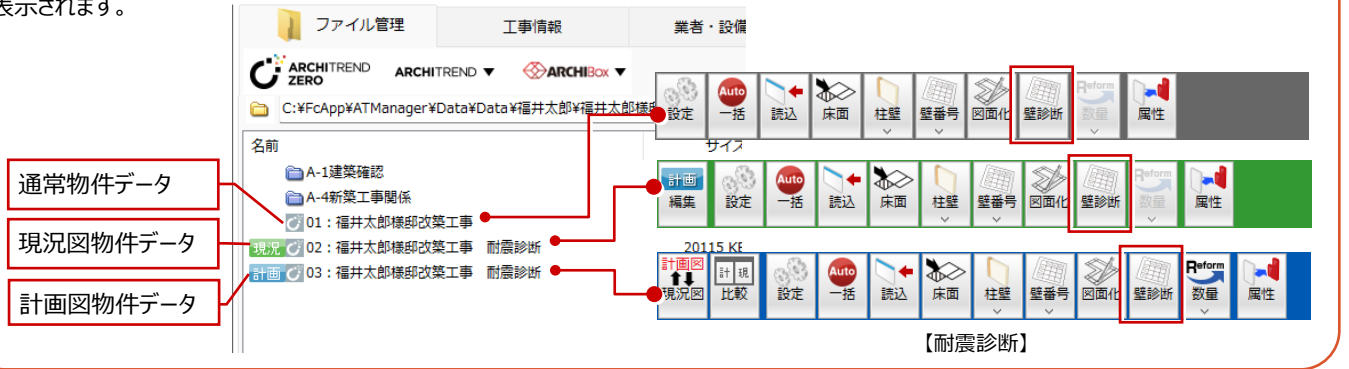 表示されます。
ファイル管理
工事情報
業者・設備
ARCHITREND ZERO
ARCHITREND ▼
ARCHIBOX ▼
C:¥FcApp¥ATManager¥Data¥Data¥福井太郎¥福井太郎様
名前
サイズ
A-1建築確認
A-4新築工事関係
01：福井太郎様邸改築工事
現況 02：福井太郎様邸改築工事 耐震診断
計画 03：福井太郎様邸改築工事 耐震診断
20115 KB
通常物件データ
現況図物件データ
計画図物件データ
設定 Auto 一括 読込 床面 柱壁 壁番号 図面化 壁診断 Reform 数量 属性
計画 編集 設定 Auto 一括 読込 床面 柱壁 壁番号 図面化 壁診断 Reform 数量 属性
計画図 現況図 計 現 比較 設定 Auto 一括 読込 床面 柱壁 壁番号 図面化 壁診断 Reform 数量 属性
【耐震診断】